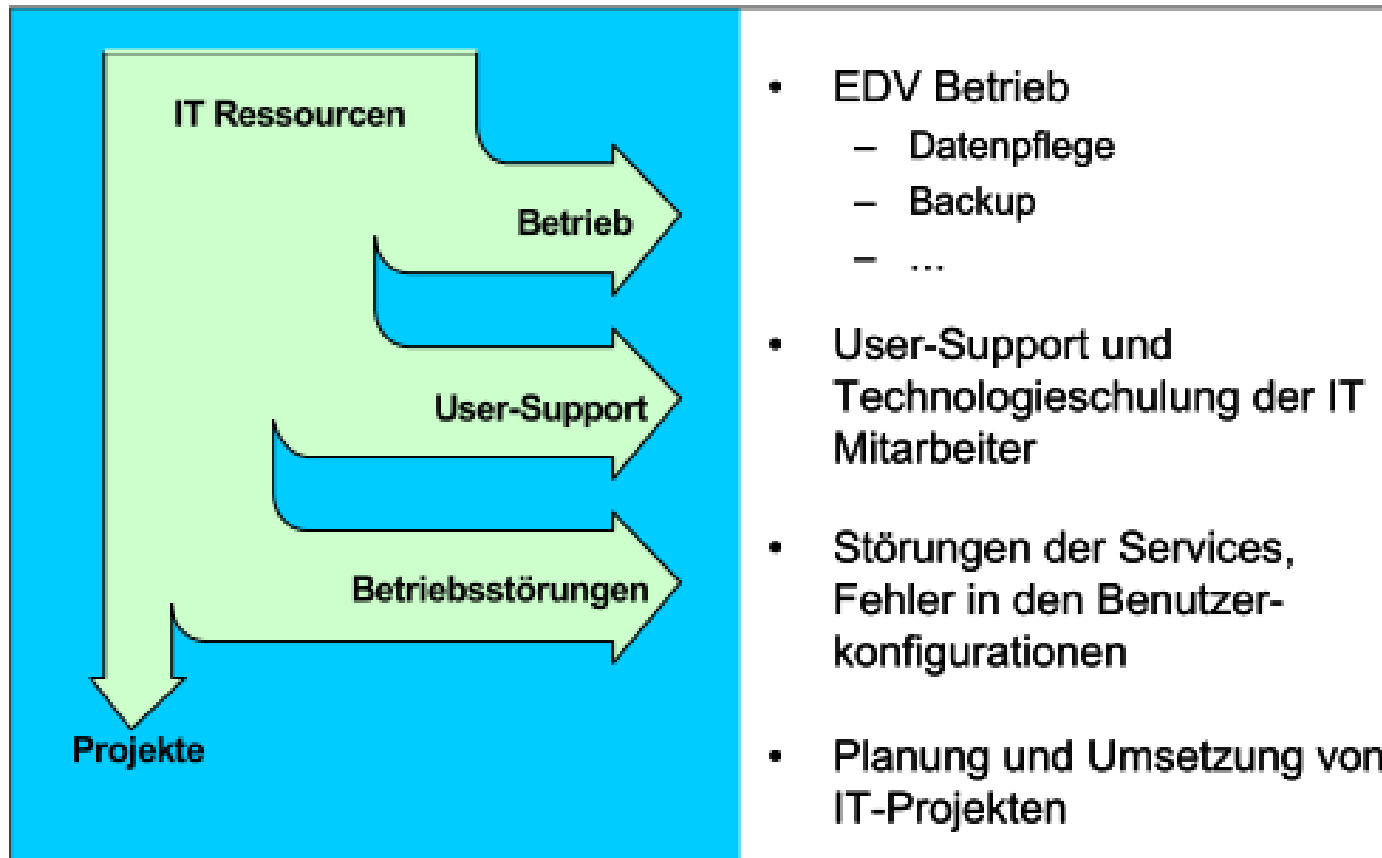 IT Ressourcen
Betrieb
User-Support
Betriebsstörungen
Projekte
• EDV Betrieb
– Datenpflege
– Backup
– ...
• User-Support und
Technologieschulung der IT
Mitarbeiter
• Störungen der Services,
Fehler in den Benutzer-
konfigurationen
• Planung und Umsetzung von
IT-Projekten